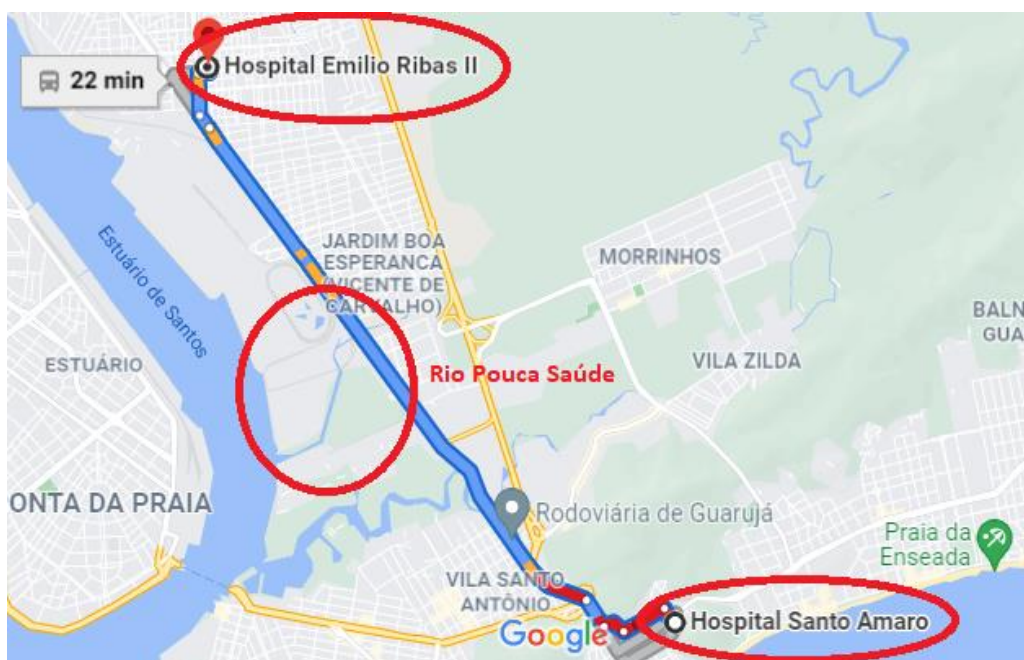 Hospital Emilio Ribas II
22 min
Estuário de Santos
JARDIM BOA
ESPERANCA
(VICENTE DE
CARVALHO)
MORRINHOS
BALN
GUA
ESTUÁRIO
Rio Pouca Saúde
VILA ZILDA
ONTA DA PRAIA
Rodoviária de Guarujá
Praia da
Enseada
VILA SANTO
ANTÔNIO
Google
Hospital Santo Amaro